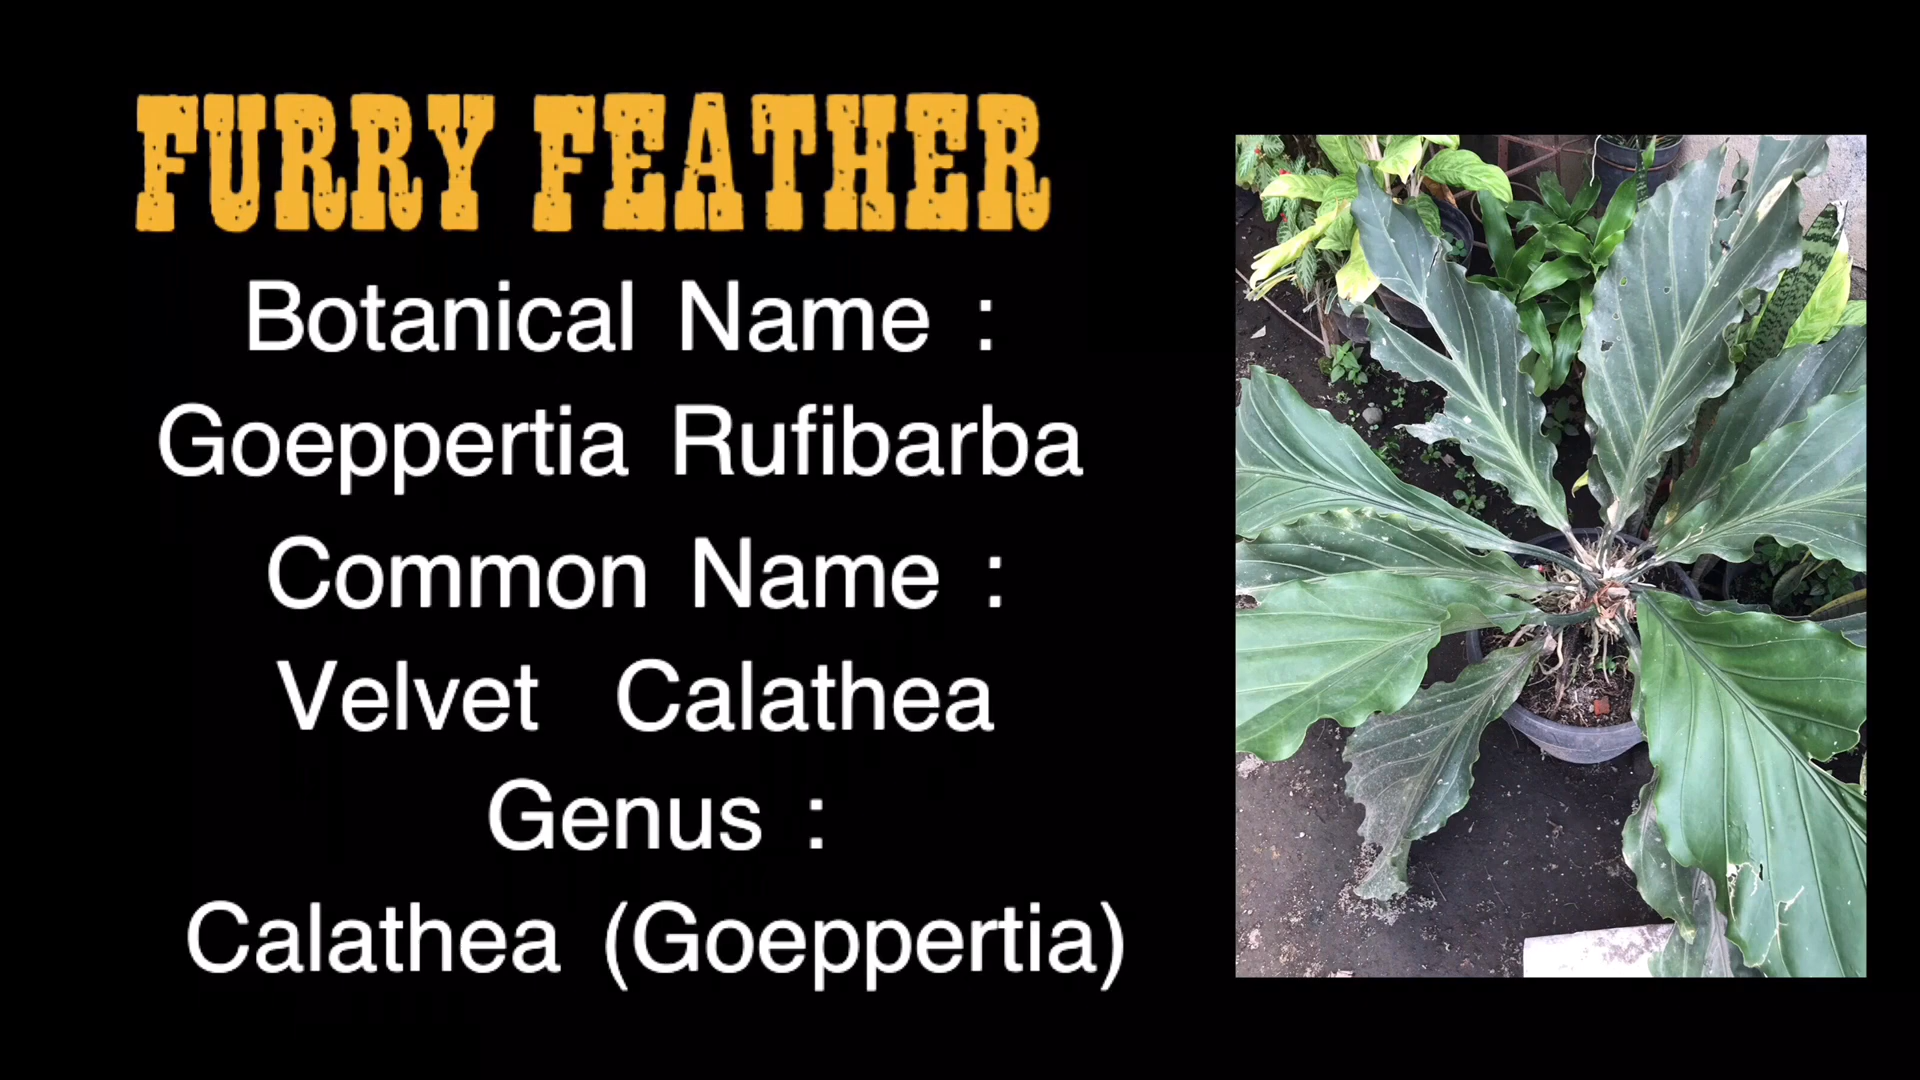 FURRY FEATHER
Botanical Name :
Goeppertia Rufibarba
Common Name :
Velvet Calathea
Genus :
Calathea (Goeppertia)